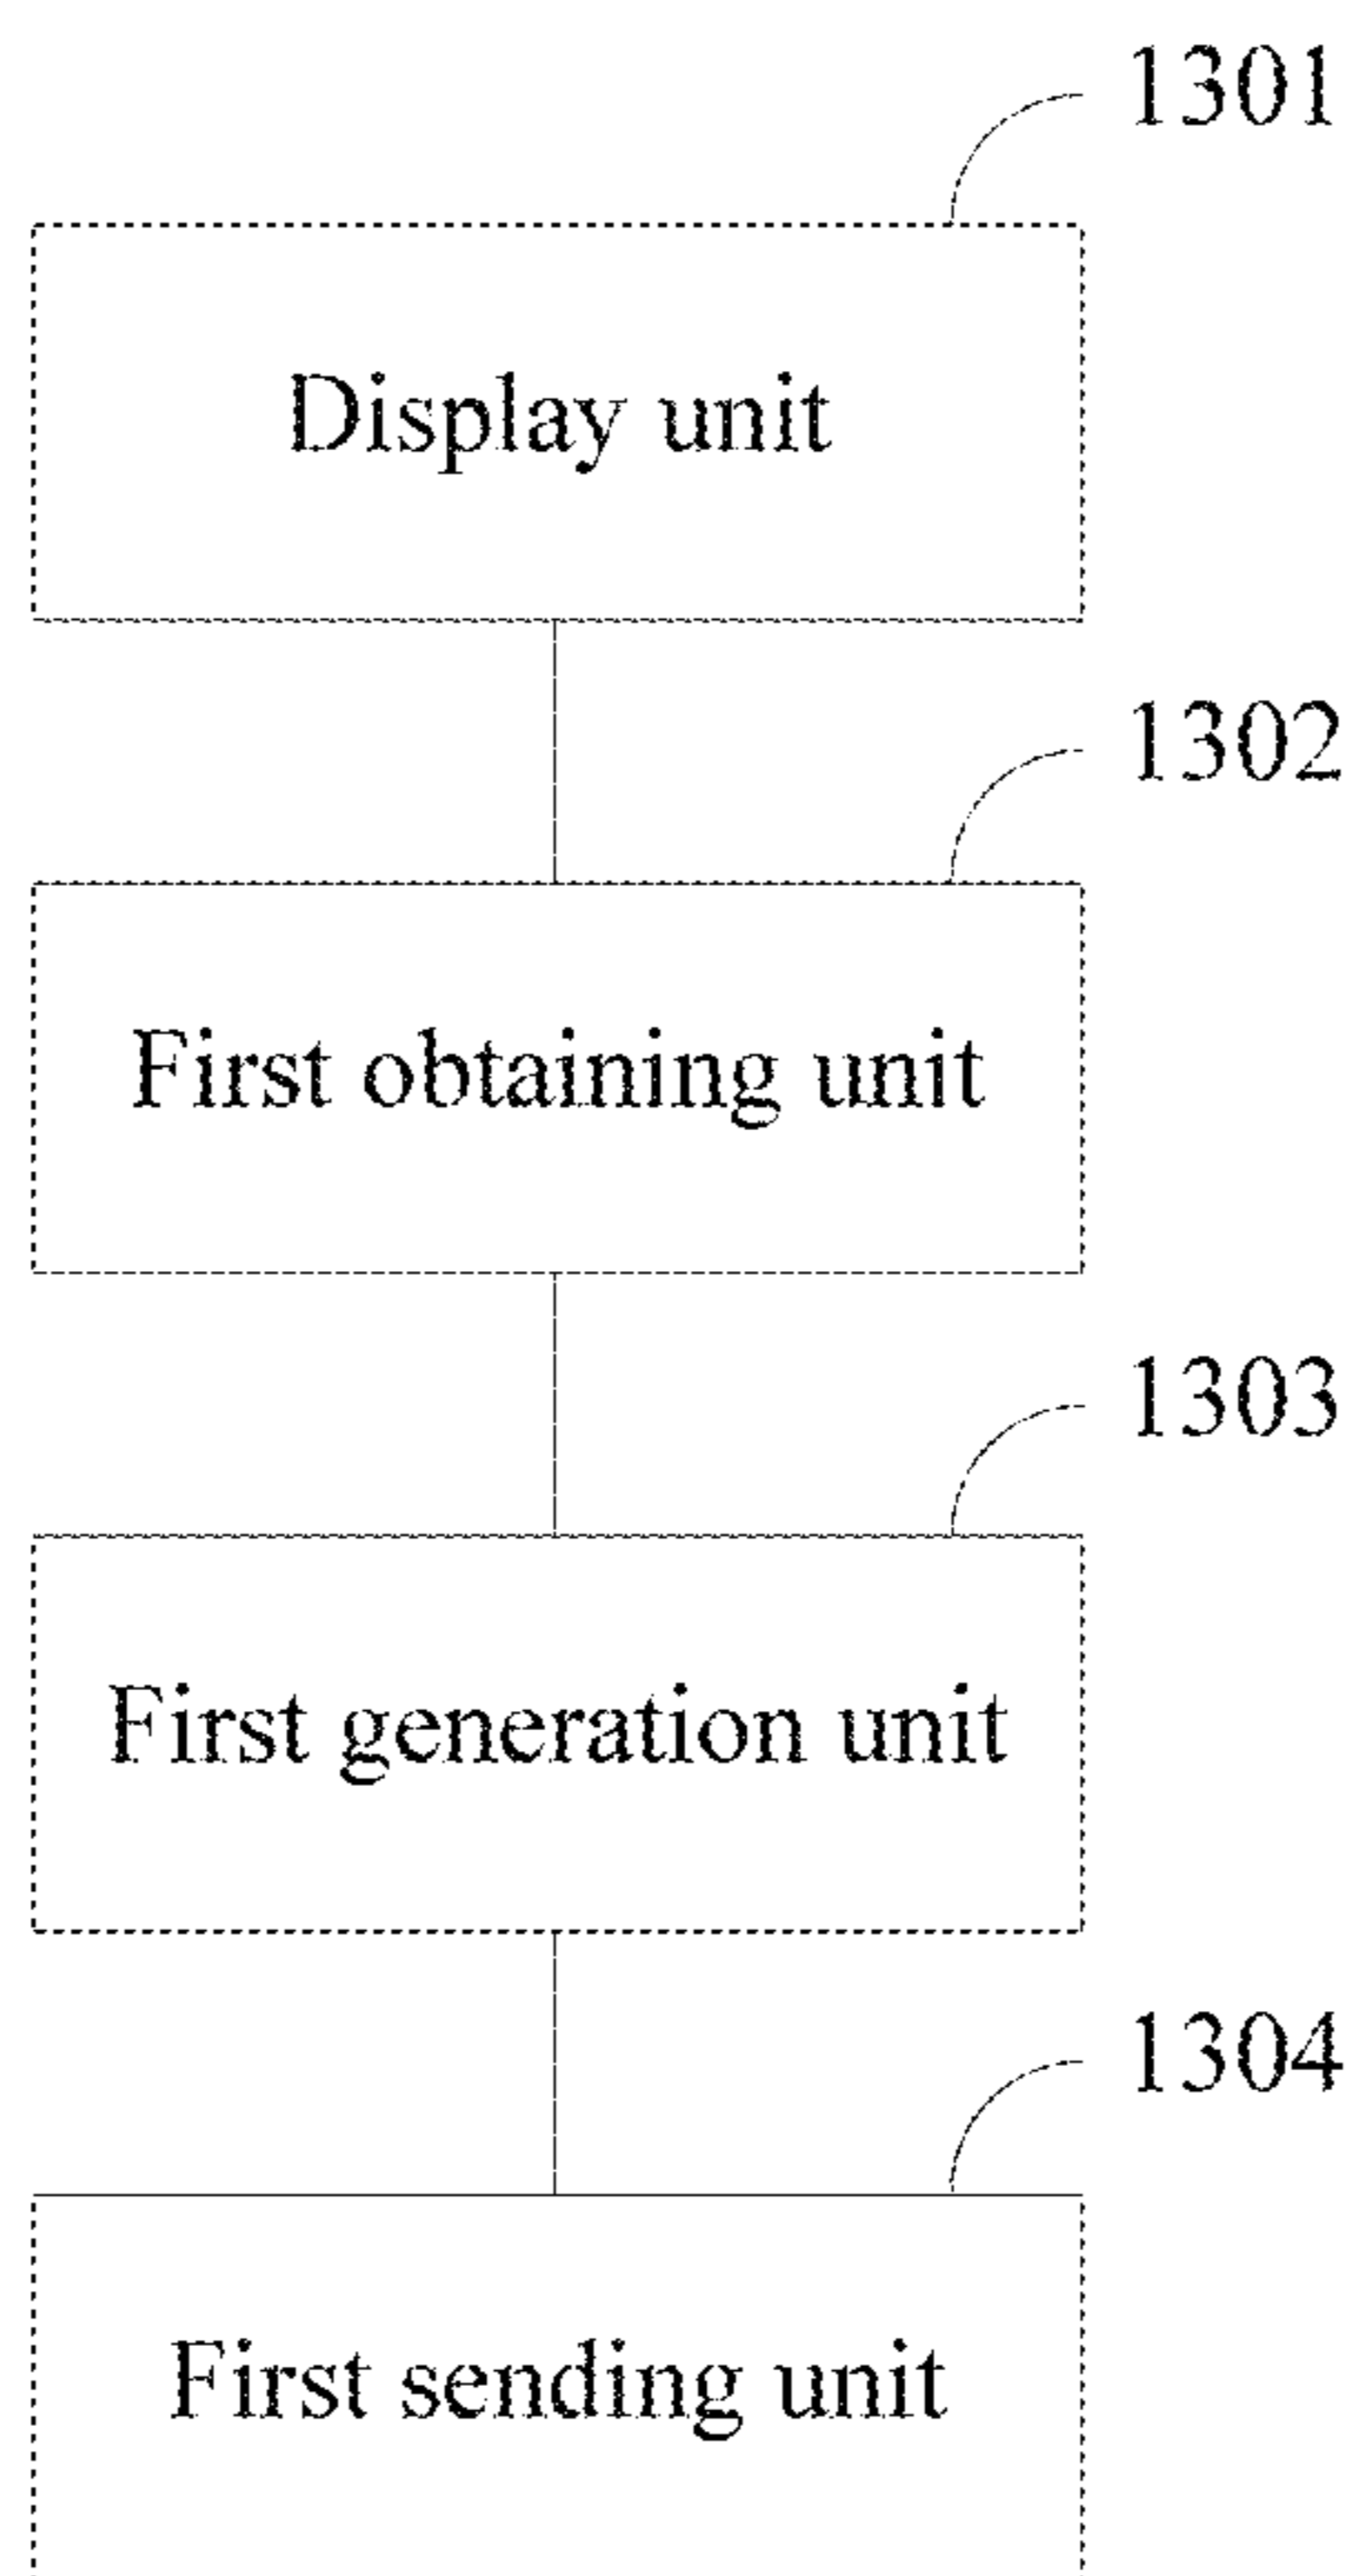 1301
Display unit
1302
First obtaining unit
1303
First generation unit
1304
First sending unit